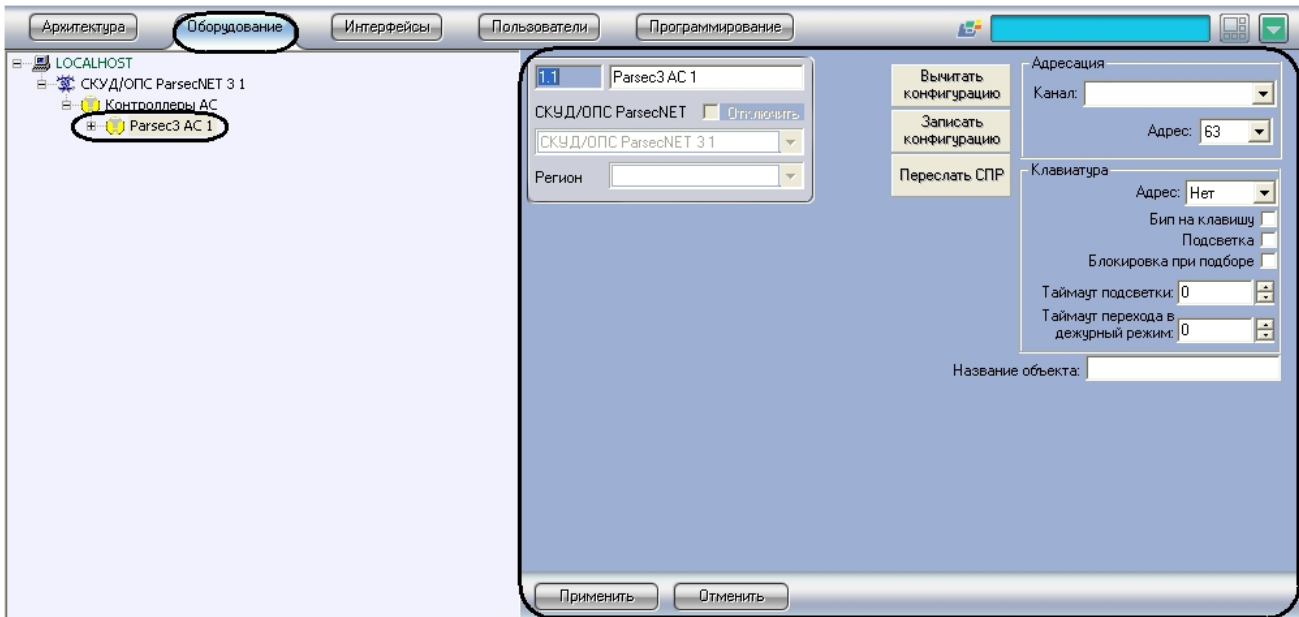 Архитектура Оборудование Интерфейсы Пользователи Программирование
LOCALHOST
СКУД/ОПС ParsecNET 3 1
Контроллеры AC
Parsec3 AC 1
1.1 Parsec3 AC 1
СКУД/ОПС ParsecNET Отключить
СКУД/ОПС ParsecNET 3 1
Регион
Вычитать
конфигурацию
Записать
конфигурацию
Переслать СПР
Адресация
Канал:
Адрес: 63
Клавиатура
Адрес: Нет
Бип на клавишу
Подсветка
Блокировка при подборе
Таймаут подсветки: 0
Таймаут перехода в
дежурный режим: 0
Название объекта:
Применить Отменить